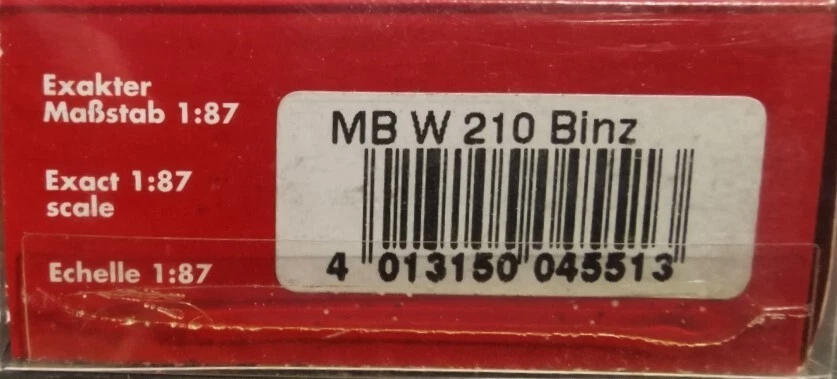 Exakter
Maßstab 1:87
Exact 1:87
scale
Echelle 1:87
MB W 210 Binz
4 013150 045513